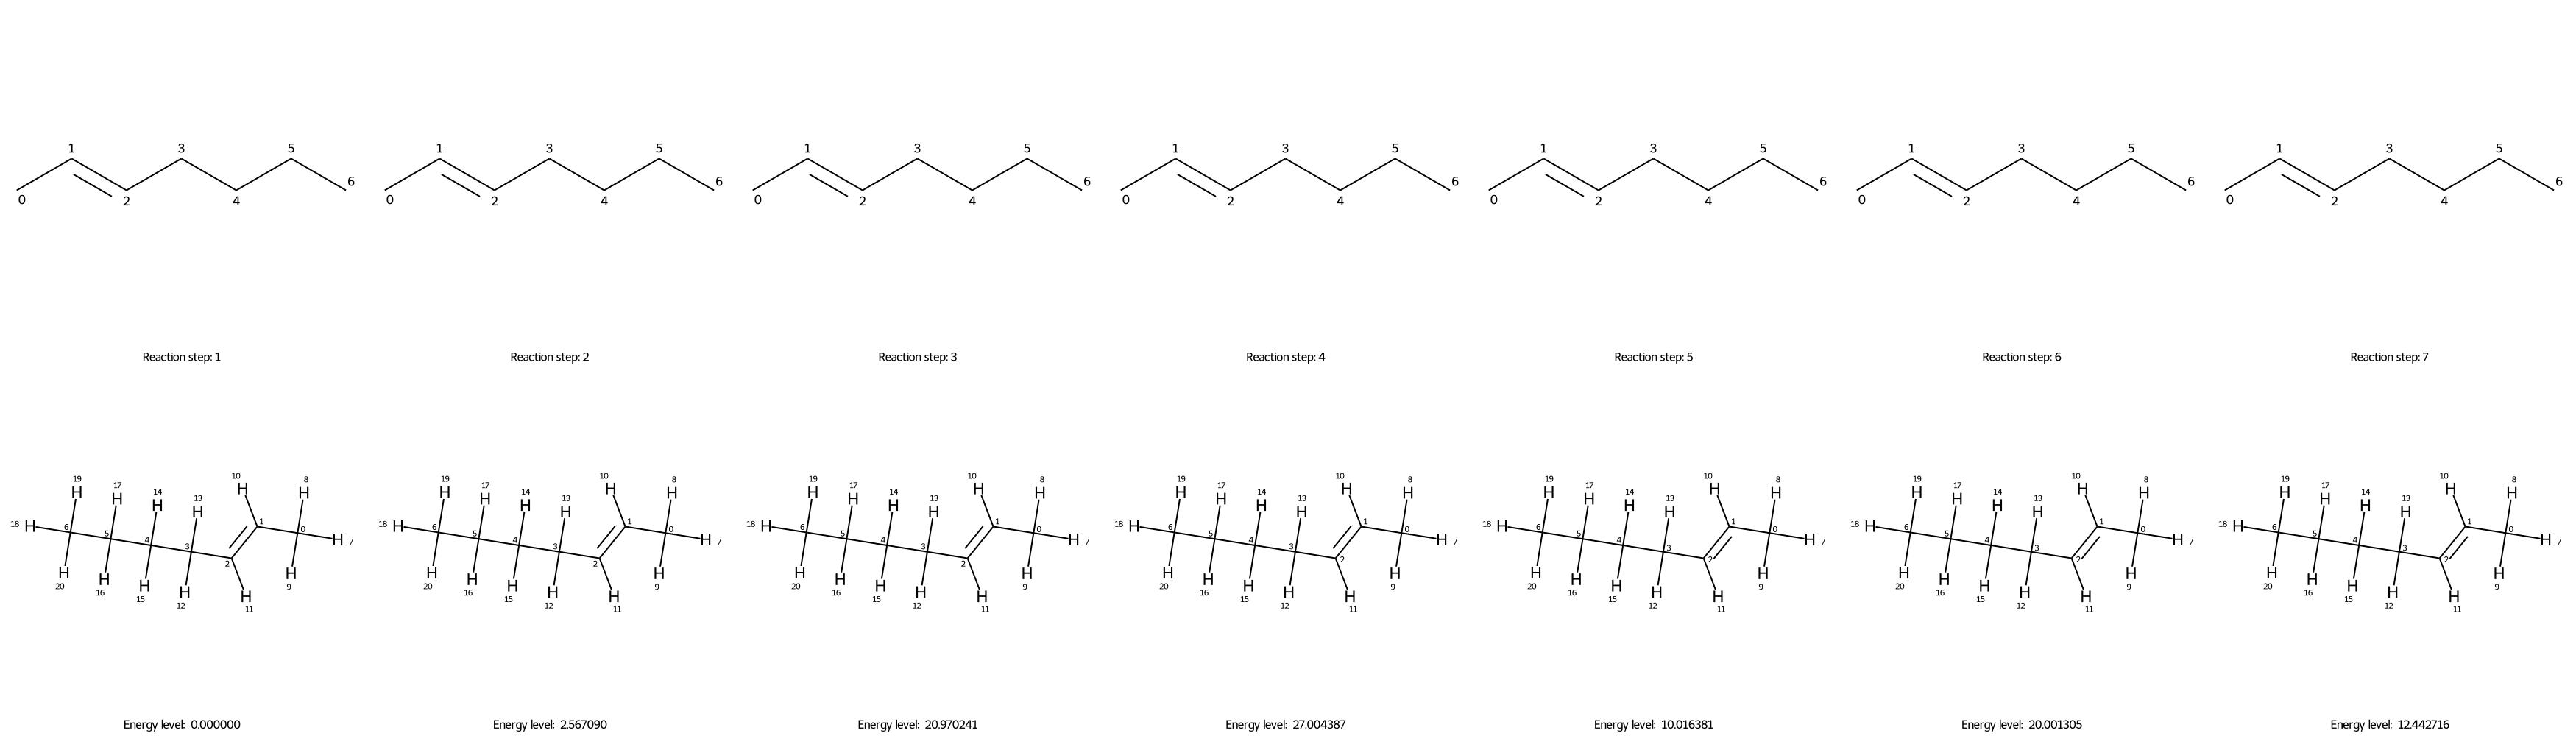 1 3 5 1 3 5 1 3 5 1 3 5 1 3 5 1 3 5 1 3 5
6 6 6 6 6 6 6
0 2 4 0 2 4 0 2 4 0 2 4 0 2 4 0 2 4 0 2 4
Reaction step: 1 Reaction step: 2 Reaction step: 3 Reaction step: 4 Reaction step: 5 Reaction step: 6 Reaction step: 7
10 10 10 10 10 10 10
19 8 19 8 19 8 19 8 19 8 19 8 19 8
17 17 17 17 17 17 17
H H H H H H H H H H H H H H H H H H H H H
14 13 14 13 14 13 14 13 14 13 14 13 14 13
H H H H H H H H H H H H H H
H H H H H H H H H H H H H H
18 H 6 1 0 18 H 6 1 0 18 H 6 1 0 18 H 6 1 0 18 H 6 1 0 18 H 6 1 0 18 H 6 1 0
5 4 3 H 7 5 4 3 H 7 5 4 3 H 7 5 4 3 H 7 5 4 3 H 7 5 4 3 H 7 5 4 3 H 7
2 2 2 2 2 2 2
H H H H H H H H H H H H H H H H H H H H H
20 H 9 20 H 9 20 H 9 20 H 9 20 H 9 20 H 9 20 H 9
16 H H 16 H H 16 H H 16 H H 16 H H 16 H H 16 H H
15 12 11 15 12 11 15 12 11 15 12 11 15 12 11 15 12 11 15 12 11
Energy level: 0.000000 Energy level: 2.567090 Energy level: 20.970241 Energy level: 27.004387 Energy level: 10.016381 Energy level: 20.001305 Energy level: 12.442716